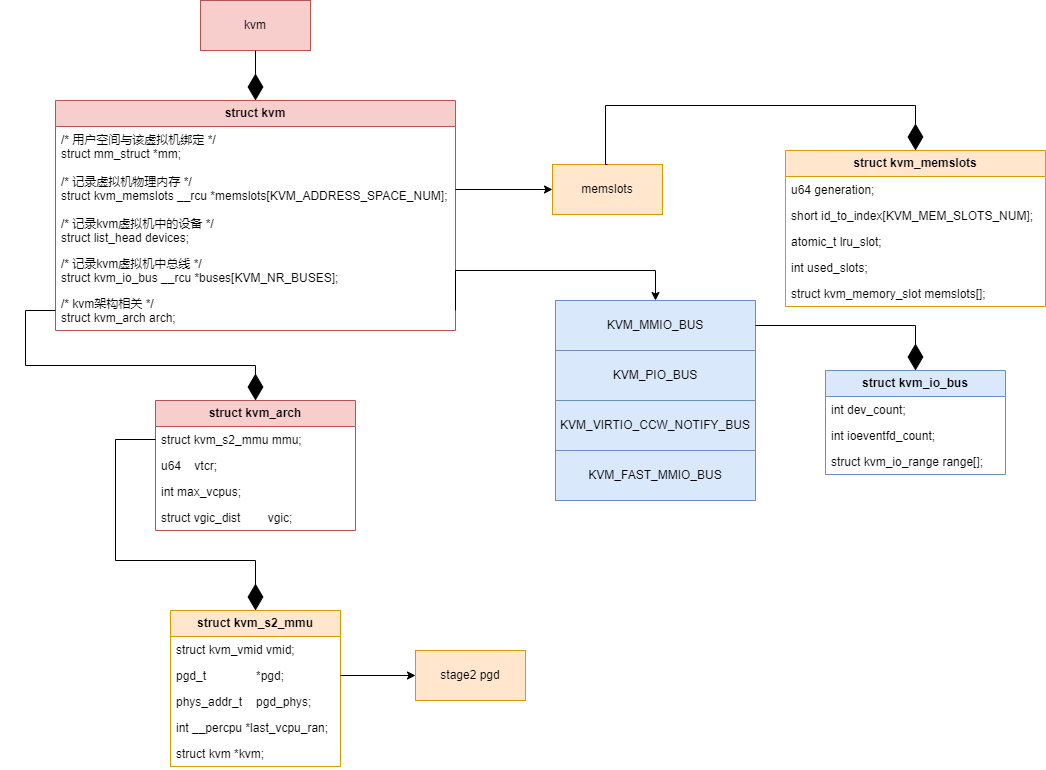 kvm
struct kvm
/* 用户空间与该虚拟机绑定 */
struct mm_struct *mm;
/* 记录虚拟机物理内存 */
struct kvm_memslots __rcu *memslots[KVM_ADDRESS_SPACE_NUM];
/* 记录kvm虚拟机中的设备 */
struct list_head devices;
/* 记录kvm虚拟机中总线 */
struct kvm_io_bus __rcu *buses[KVM_NR_BUSES];
/* kvm架构相关 */
struct kvm_arch arch;
memslots
struct kvm_memslots
u64 generation;
short id_to_index[KVM_MEM_SLOTS_NUM];
atomic_t lru_slot;
int used_slots;
struct kvm_memory_slot memslots[];
KVM_MMIO_BUS
KVM_PIO_BUS
KVM_VIRTIO_CCW_NOTIFY_BUS
KVM_FAST_MMIO_BUS
struct kvm_io_bus
int dev_count;
int ioeventfd_count;
struct kvm_io_range range[];
struct kvm_arch
struct kvm_s2_mmu mmu;
u64    vtcr;
int max_vcpus;
struct vgic_dist        vgic;
struct kvm_s2_mmu
struct kvm_vmid vmid;
pgd_t               *pgd;
phys_addr_t    pgd_phys;
int __percpu *last_vcpu_ran;
struct kvm *kvm;
stage2 pgd